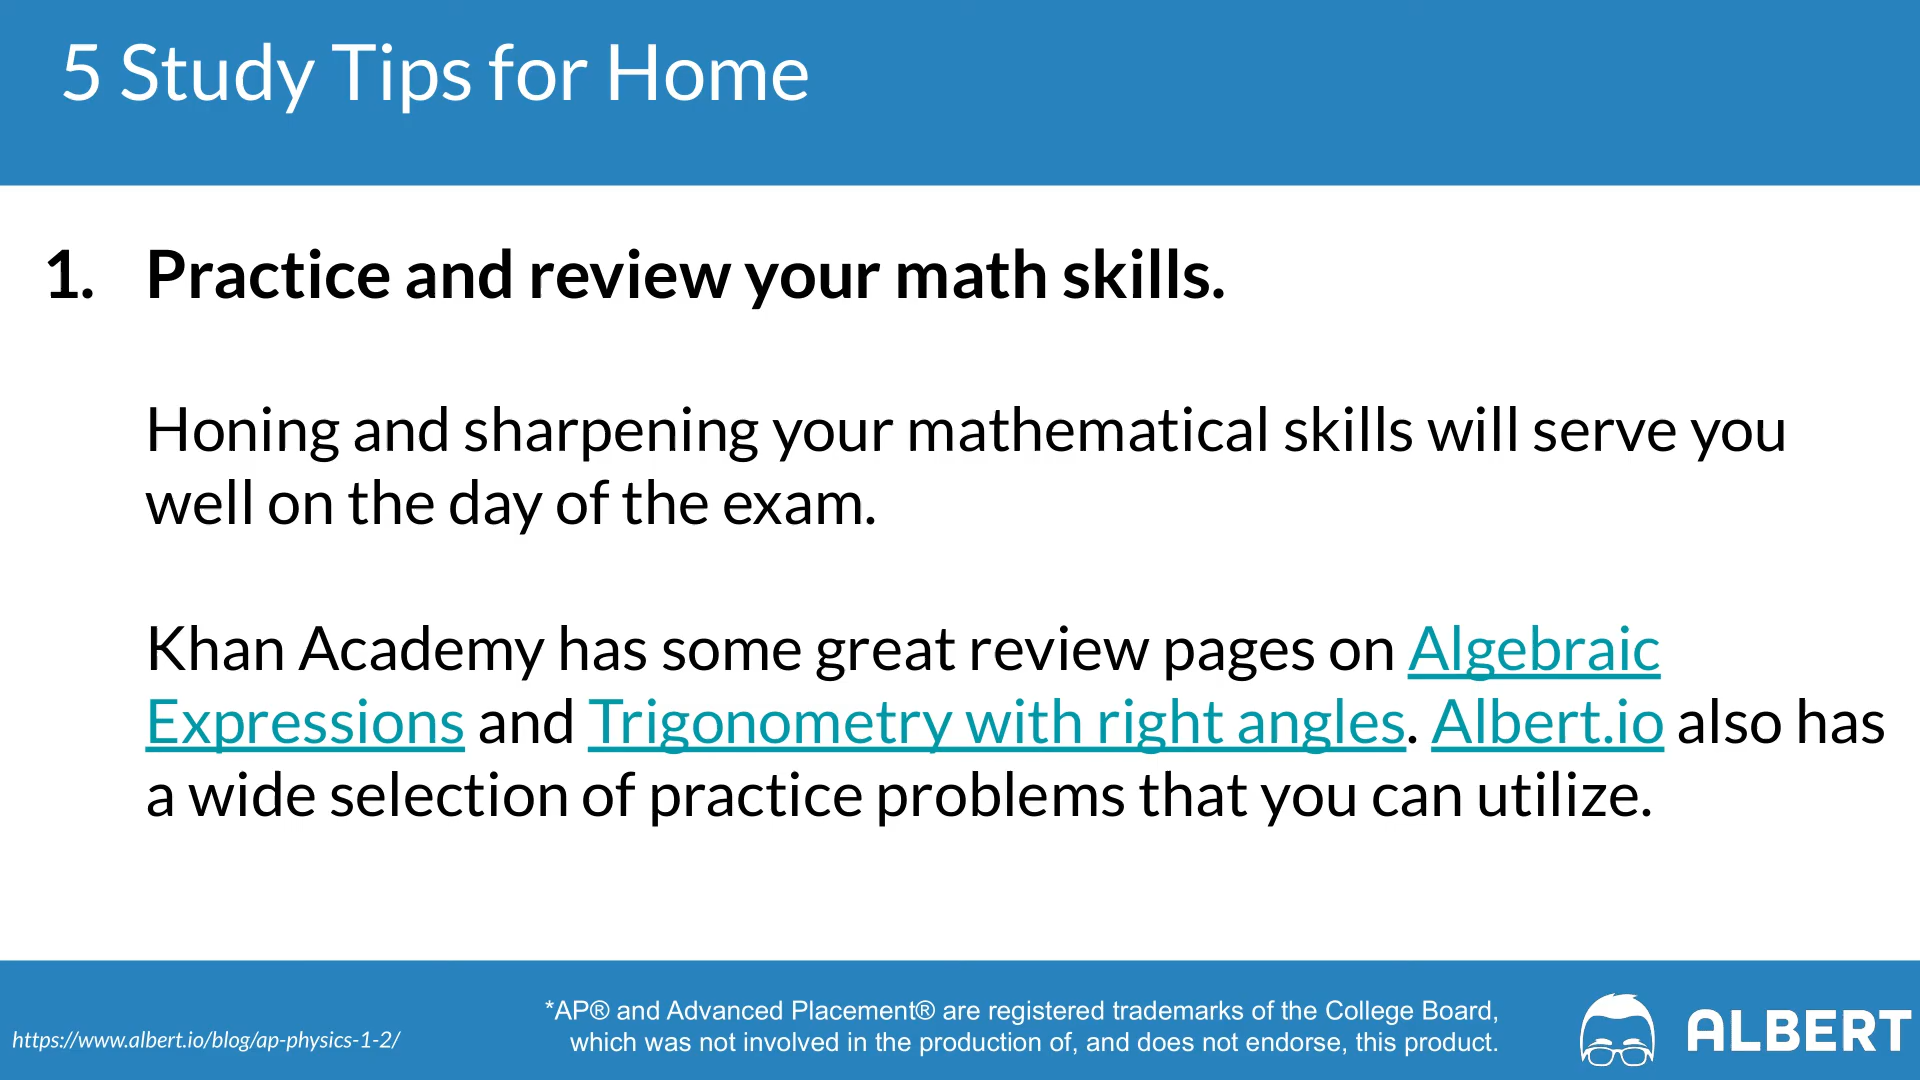 5 Study Tips for Home
1. Practice and review your math skills.
Honing and sharpening your mathematical skills will serve you
well on the day of the exam.
Khan Academy has some great review pages on Algebraic
Expressions and Trigonometry with right angles. Albert.io also has
a wide selection of practice problems that you can utilize.
https://www.albert.io/blog/ap-physics-1-2/
*AP® and Advanced Placement® are registered trademarks of the College Board,
which was not involved in the production of, and does not endorse, this product.
ALBERT